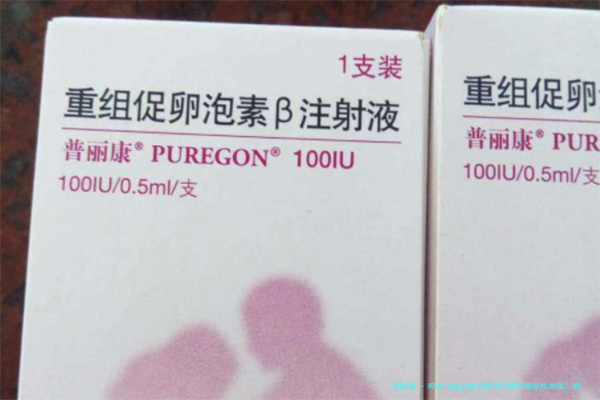 1支装
重组促卵泡素β注射液
普丽康® PUREGON® 100IU
100IU/0.5ml/支
重组促卵
普丽康® PUR
100IU/0.5ml/支